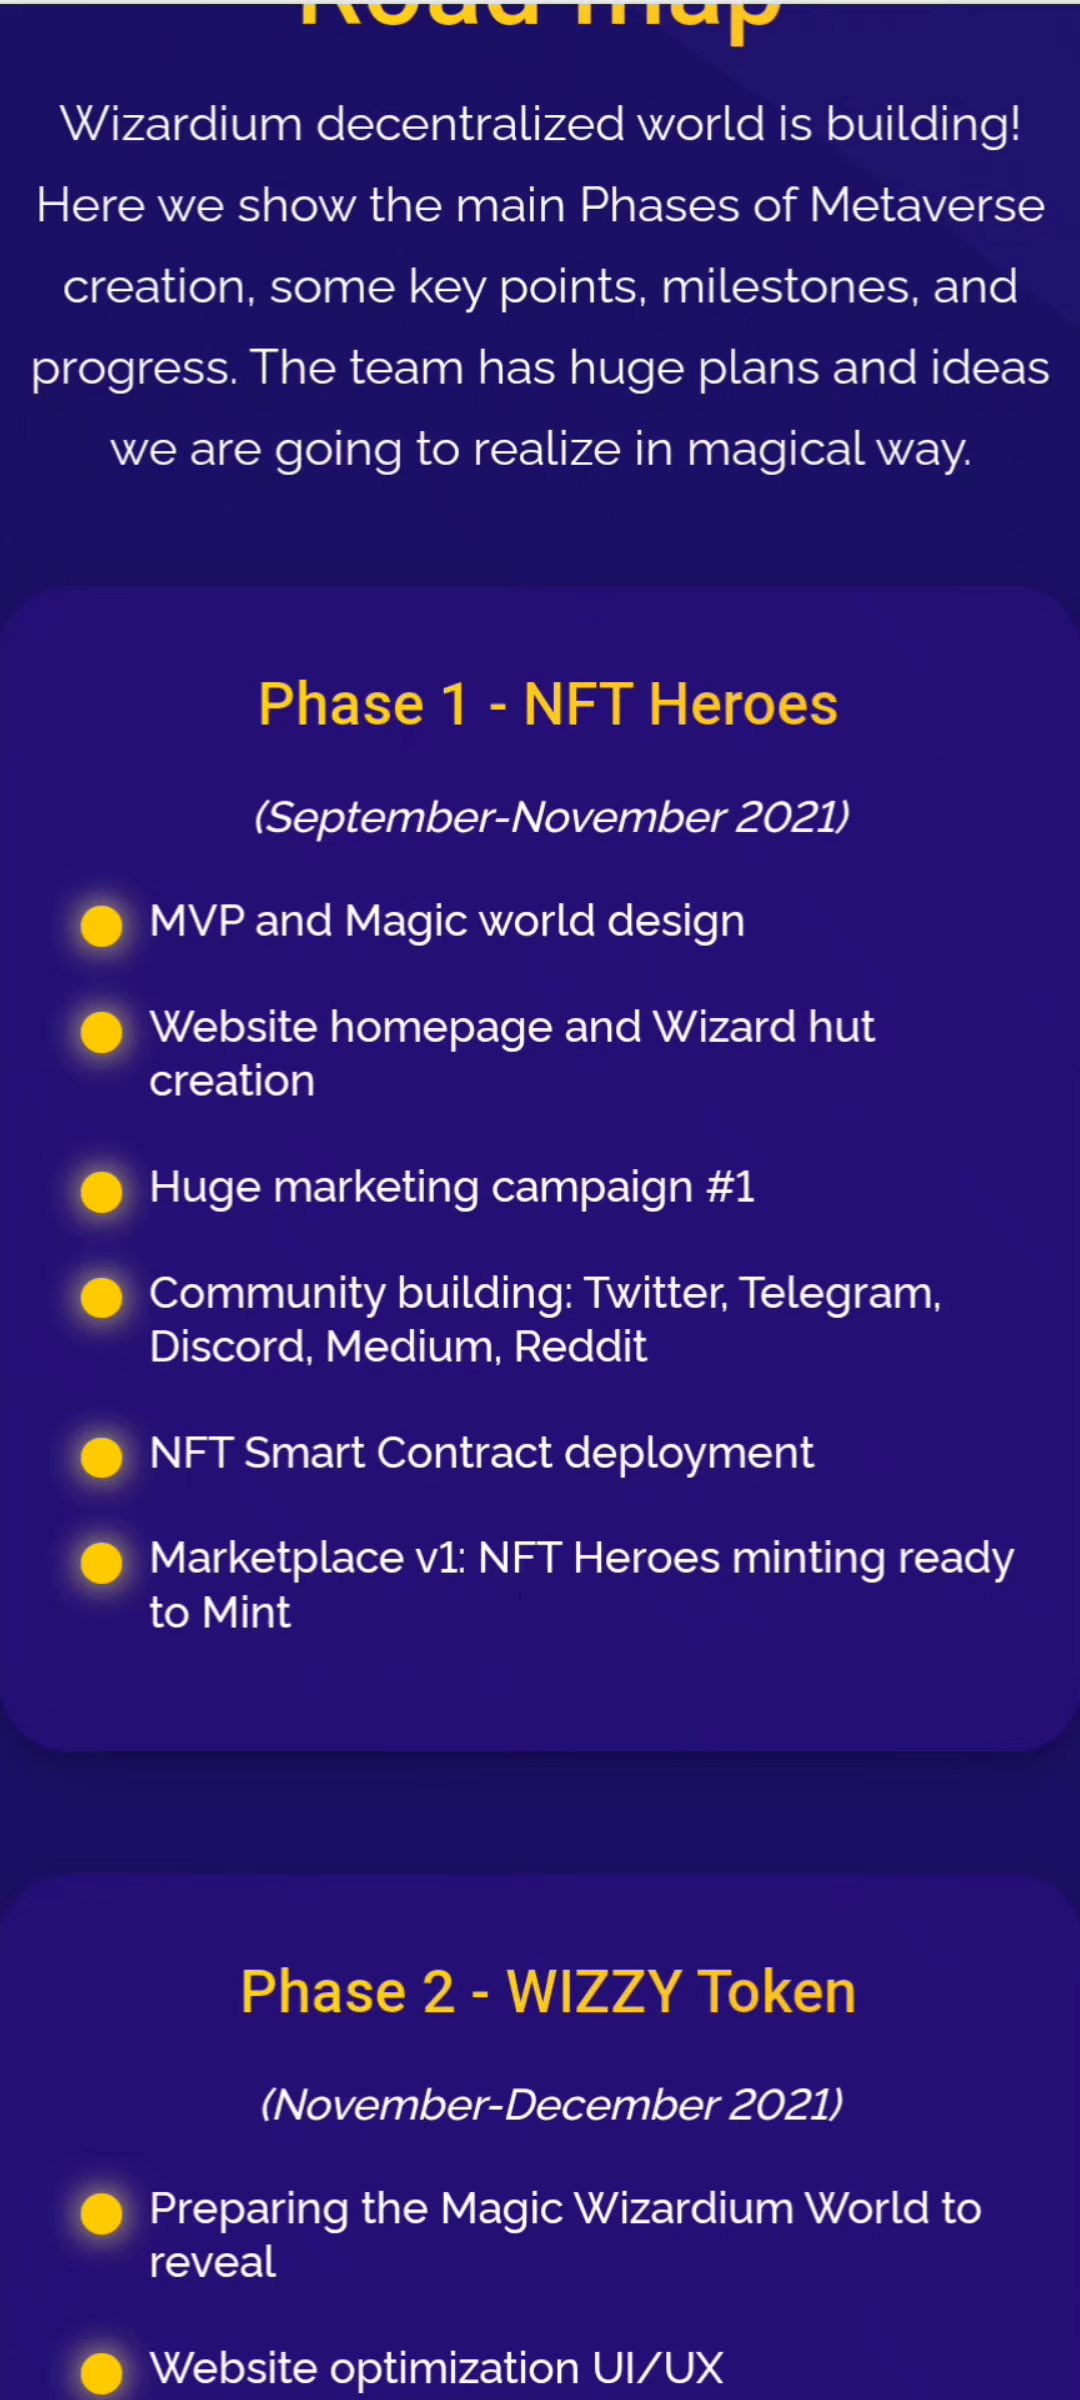 Road map
Wizardium decentralized world is building!
Here we show the main Phases of Metaverse
creation, some key points, milestones, and
progress. The team has huge plans and ideas
we are going to realize in magical way.
Phase 1 - NFT Heroes
(September-November 2021)
MVP and Magic world design
Website homepage and Wizard hut
creation
Huge marketing campaign #1
Community building: Twitter, Telegram,
Discord, Medium, Reddit
NFT Smart Contract deployment
Marketplace v1: NFT Heroes minting ready
to Mint
Phase 2 - WIZZY Token
(November-December 2021)
Preparing the Magic Wizardium World to
reveal
Website optimization UI/UX